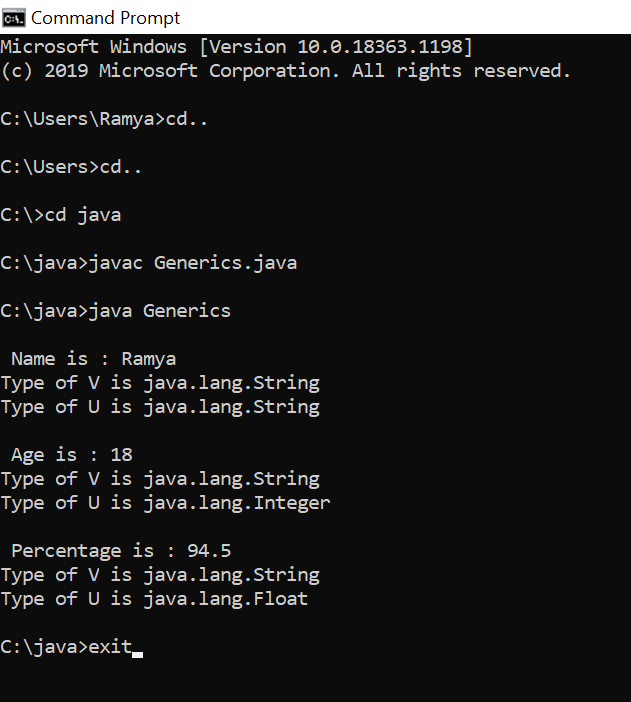 Command Prompt
Microsoft Windows [Version 10.0.18363.1198]
(c) 2019 Microsoft Corporation. All rights reserved.
C:\Users\Ramya>cd..
C:\Users>cd..
C:\>cd java
C:\java>javac Generics.java
C:\java>java Generics
Name is : Ramya
Type of V is java.lang.String
Type of U is java.lang.String
Age is : 18
Type of V is java.lang.String
Type of U is java.lang.Integer
Percentage is : 94.5
Type of V is java.lang.String
Type of U is java.lang.Float
C:\java>exit